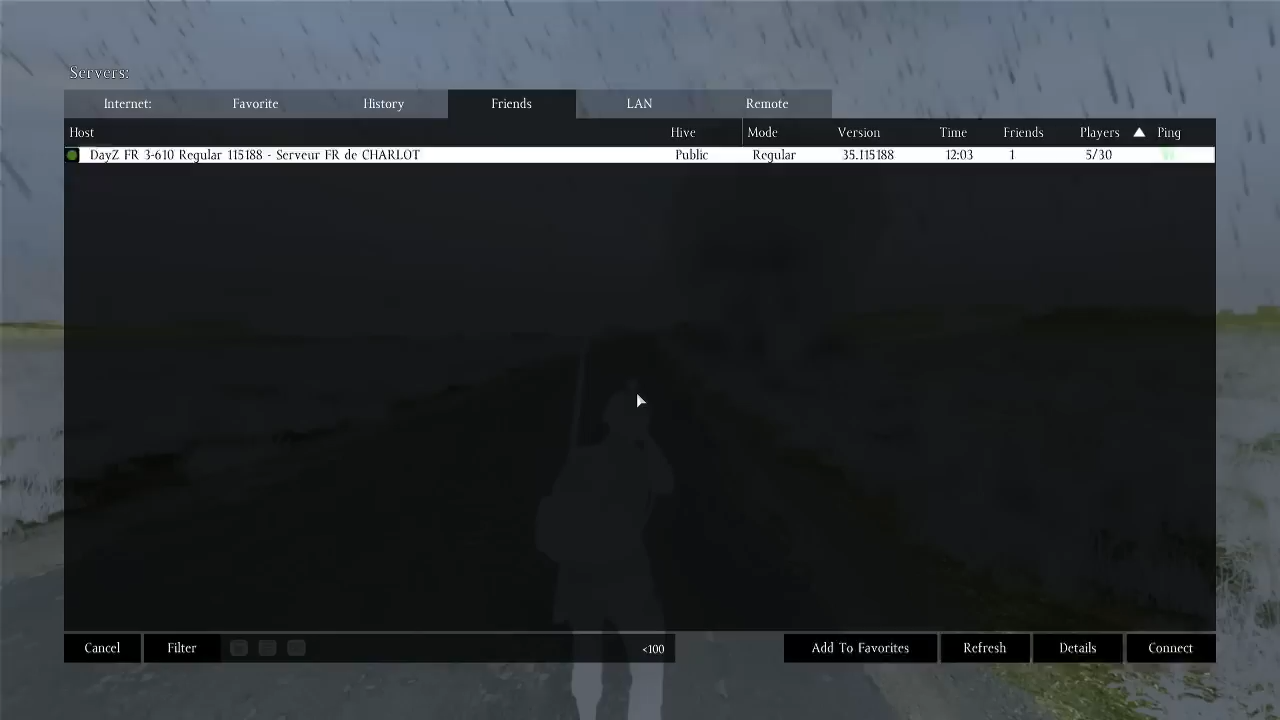 Servers:
Internet: Favorite History Friends LAN Remote
Host Hive Mode Version Time Friends Players Ping
DayZ FR 3-610 Regular 115188 - Serveur FR de CHARLOT Public Regular 35.115188 12:03 1 5/30
Cancel Filter <100 Add To Favorites Refresh Details Connect